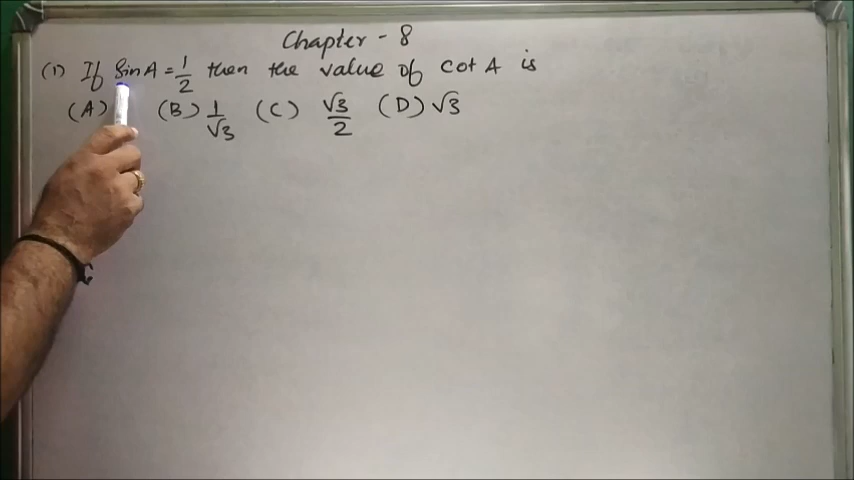 Chapter - 8
(1) If sin A = 1/2 then the value of cot A is
(A) (B) 1/√3 (C) √3/2 (D) √3